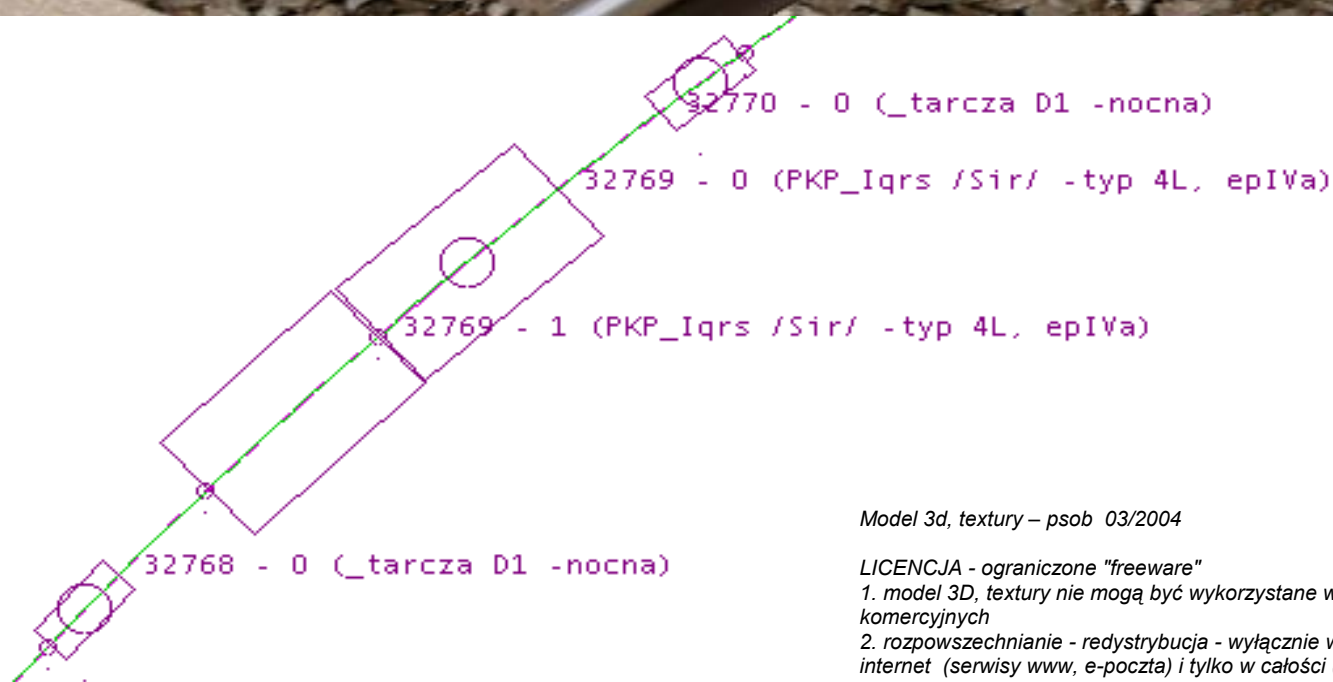 32770 - 0 (_tarcza D1 -nocna)
32769 - 0 (PKP_Iqrs /Sir/ -typ 4L, epIVa)
32769 - 1 (PKP_Iqrs /Sir/ -typ 4L, epIVa)
32768 - 0 (_tarcza D1 -nocna)
Model 3d, textury – psob 03/2004
LICENCJA - ograniczone "freeware"
1. model 3D, textury nie mogą być wykorzystane w
komercyjnych
2. rozpowszechnianie - redystrybucja - wyłącznie w
internet (serwisy www, e-poczta) i tylko w całości